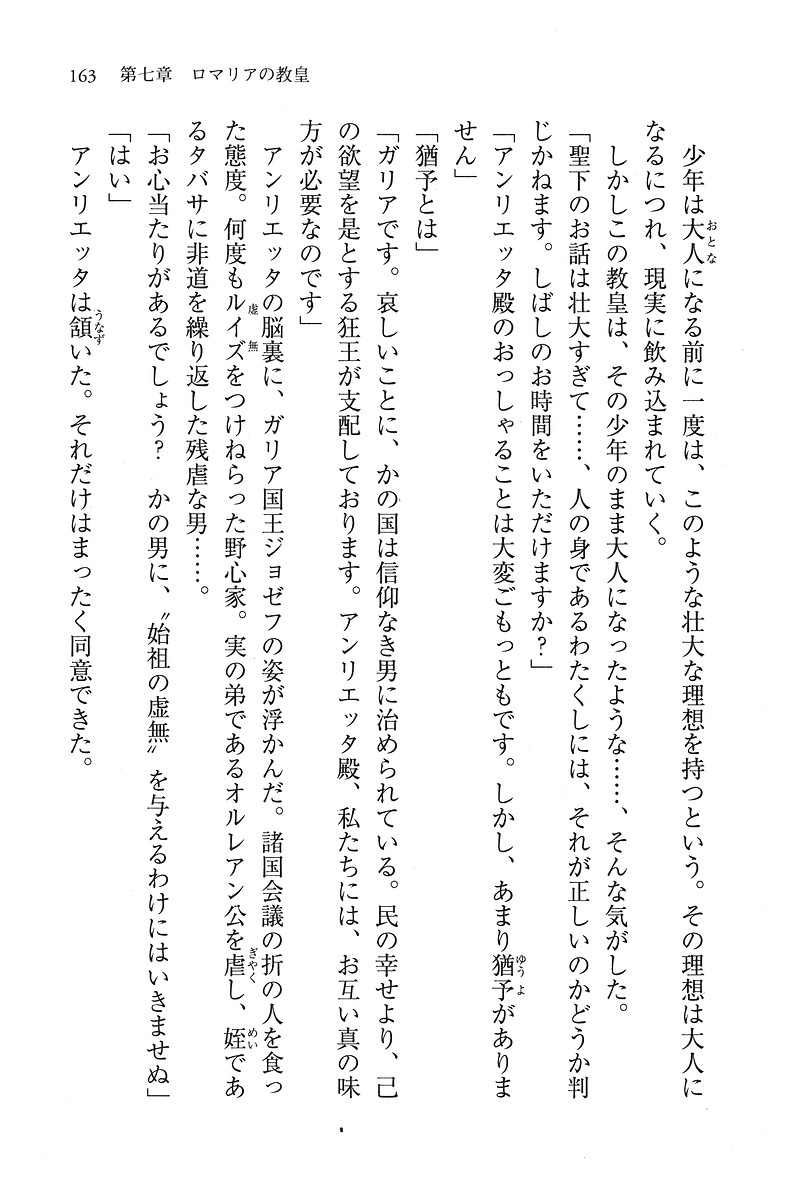 163　第七章　ロマリアの教皇
　少年は大人になる前に一度は、このような壮大な理想を持つという。その理想は大人に
なるにつれ、現実に飲み込まれていく。
　しかしこの教皇は、その少年のまま大人になったような……、そんな気がした。
「聖下のお話は壮大すぎて……、人の身であるわたくしには、それが正しいのかどうか判
じかねます。しばしのお時間をいただけますか？」
「アンリエッタ殿のおっしゃることは大変ごもっともです。しかし、あまり猶予がありま
せん」
「猶予とは」
「ガリアです。哀しいことに、かの国は信仰なき男に治められている。民の幸せより、己
の欲望を是とする狂王が支配しております。アンリエッタ殿、私たちには、お互い真の味
方が必要なのです」
　アンリエッタの脳裏に、ガリア国王ジョゼフの姿が浮かんだ。諸国会議の折の人を食っ
た態度。何度もルイズをつけねらった野心家。実の弟であるオルレアン公を虐し、姪であ
るタバサに非道を繰り返した残虐な男……。
「お心当たりがあるでしょう？　かの男に、〝始祖の虚無〟を与えるわけにはいきませぬ」
「はい」
　アンリエッタは頷いた。それだけはまったく同意できた。